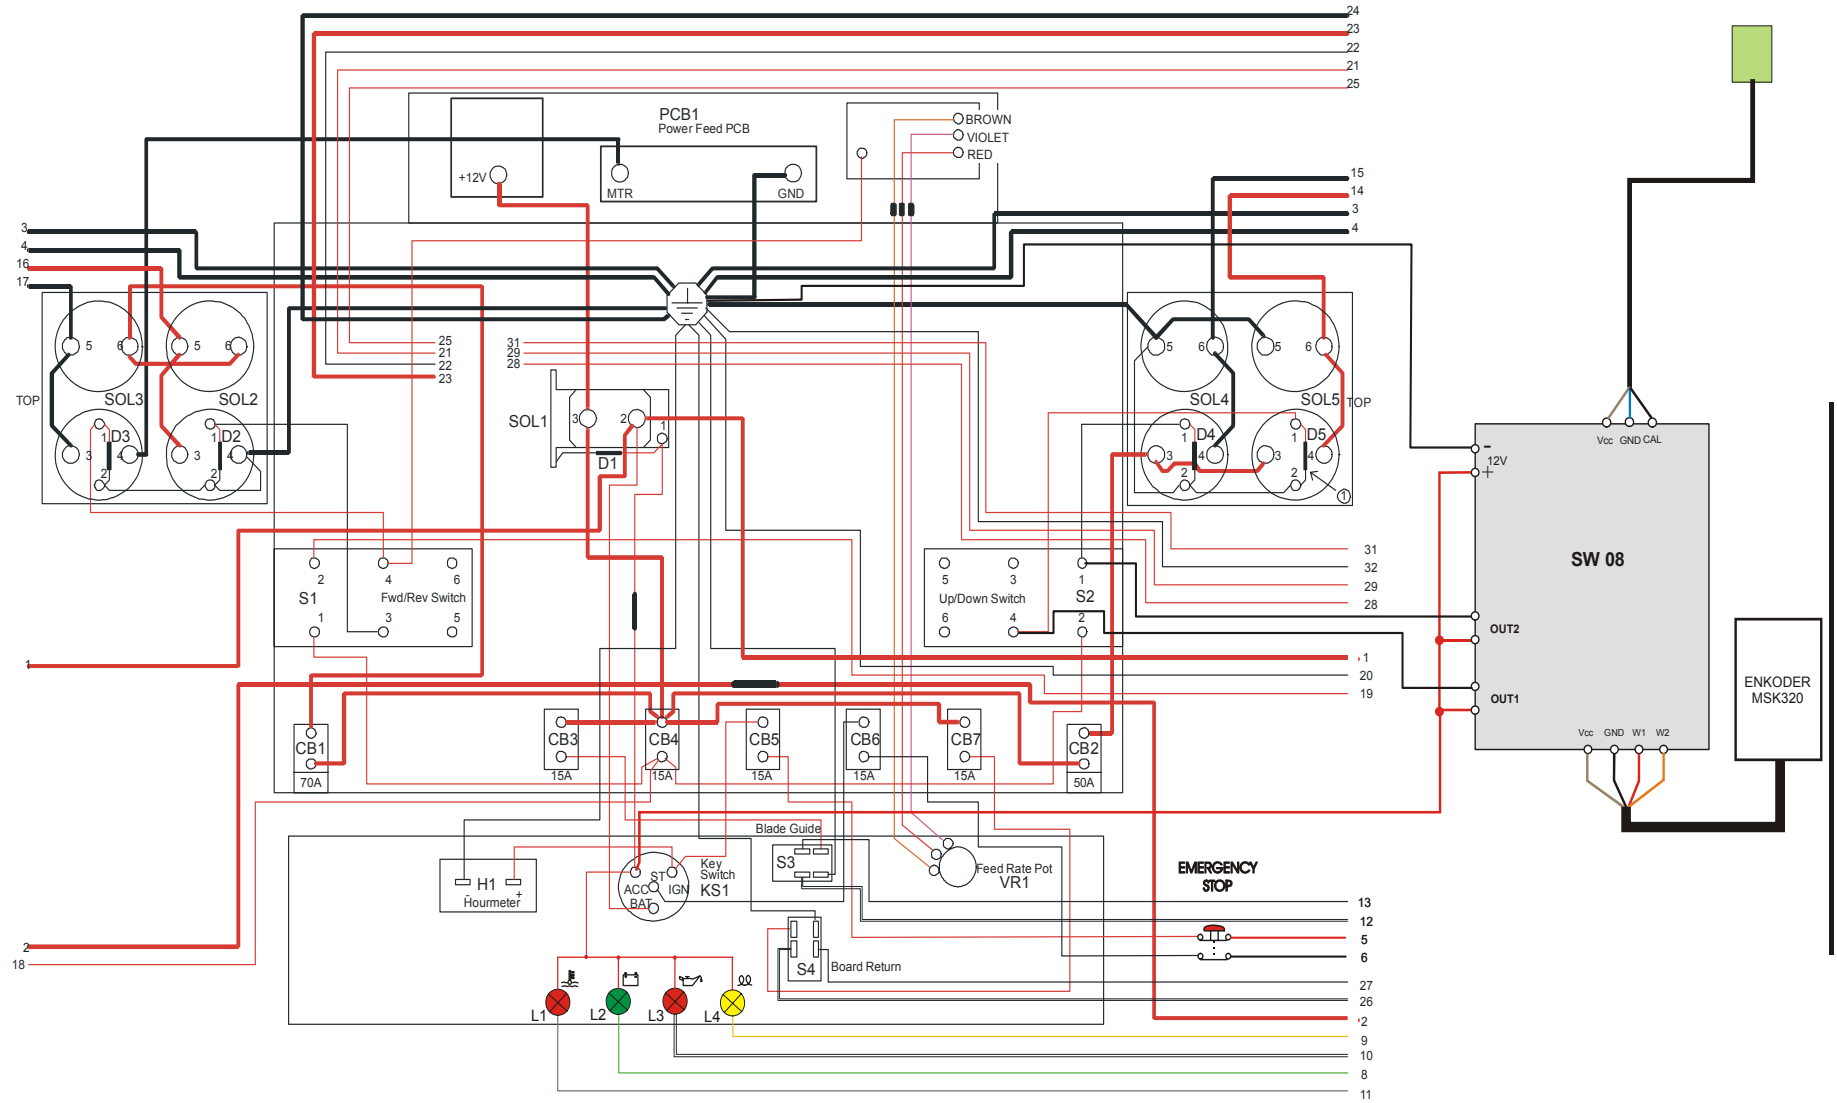 24
23
22
21
25
PCB1
Power Feed PCB
BROWN
VIOLET
RED
+12V
MTR
GND
15
14
3
4
3
4
16
17
5
6
5
6
TOP
SOL3
SOL2
1
D3
3
4
2
1
D2
3
4
2
25
21
22
23
31
29
28
SOL1
3
2
1
D1
5
6
5
6
SOL4
SOL5
TOP
1
D4
3
4
2
1
D5
3
4
2
1
Vcc
GND
CAL
-
12V
+
SW 08
OUT2
OUT1
Vcc
GND
W1
W2
ENKODER
MSK320
2
4
6
S1
Fwd/Rev Switch
1
3
5
5
3
1
Up/Down Switch
S2
6
4
2
31
32
29
28
1
1
20
19
CB1
70A
CB3
15A
CB4
15A
CB5
15A
CB6
15A
CB7
15A
CB2
50A
Blade Guide
S3
H1
-
+
Hourmeter
ST
ACC
IGN
BAT
Key
Switch
KS1
Feed Rate Pot
VR1
EMERGENCY
STOP
13
12
5
6
2
18
S4
Board Return
27
26
2
9
10
8
11
L1
L2
L3
L4